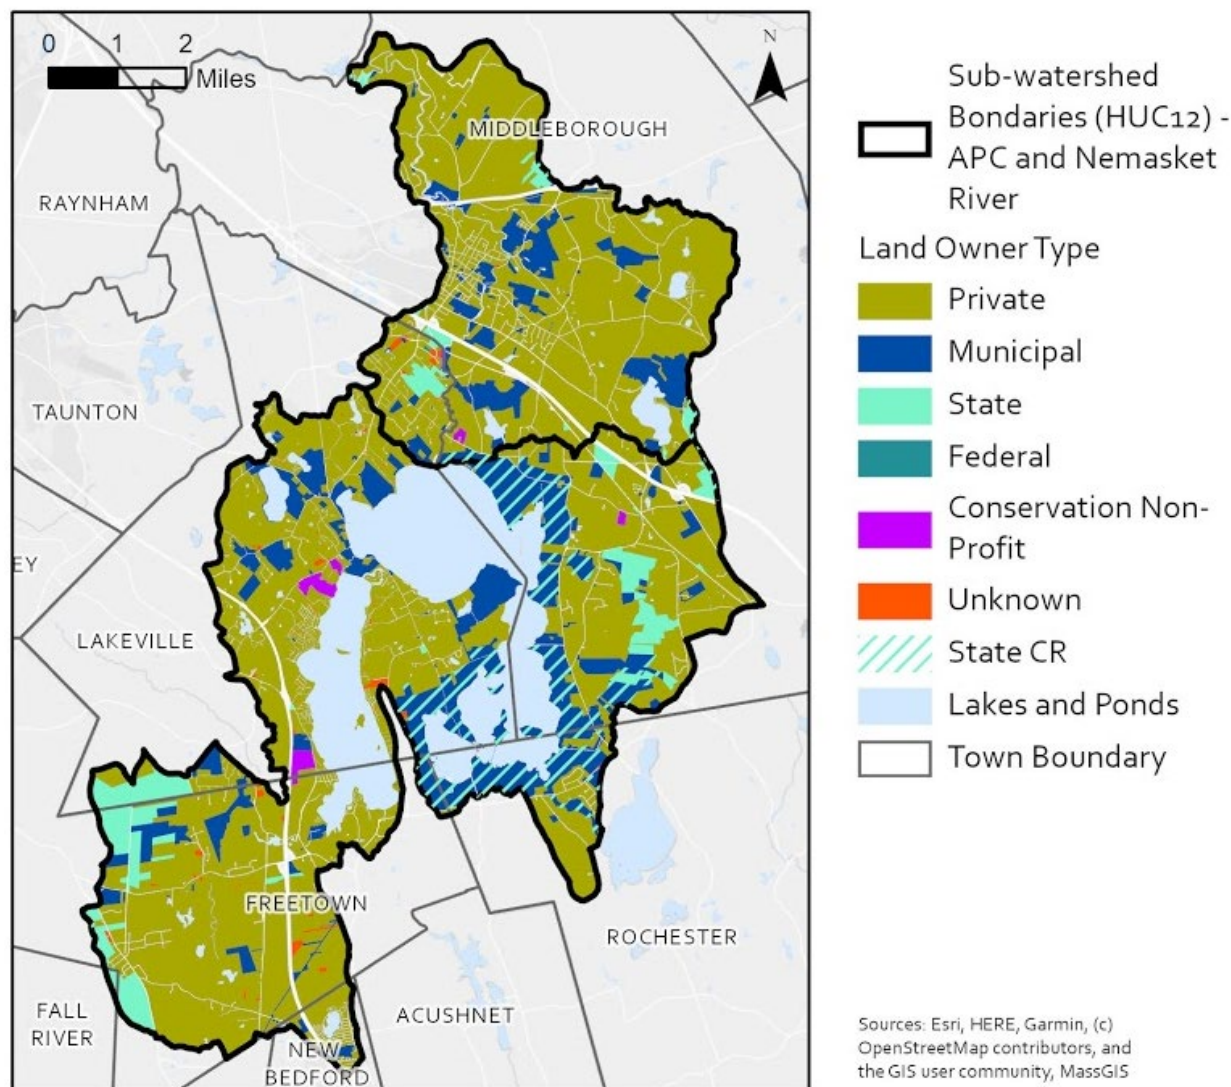 0 1 2
Miles
N
MIDDLEBOROUGH
RAYNHAM
TAUNTON
EY
LAKEVILLE
FREETOWN
ROCHESTER
FALL
RIVER
ACUSHNET
NEW
BEDFORD
Sub-watershed
Bondaries (HUC12) -
APC and Nemasket
River
Land Owner Type
Private
Municipal
State
Federal
Conservation Non-
Profit
Unknown
State CR
Lakes and Ponds
Town Boundary
Sources: Esri, HERE, Garmin, (c)
OpenStreetMap contributors, and
the GIS user community, MassGIS